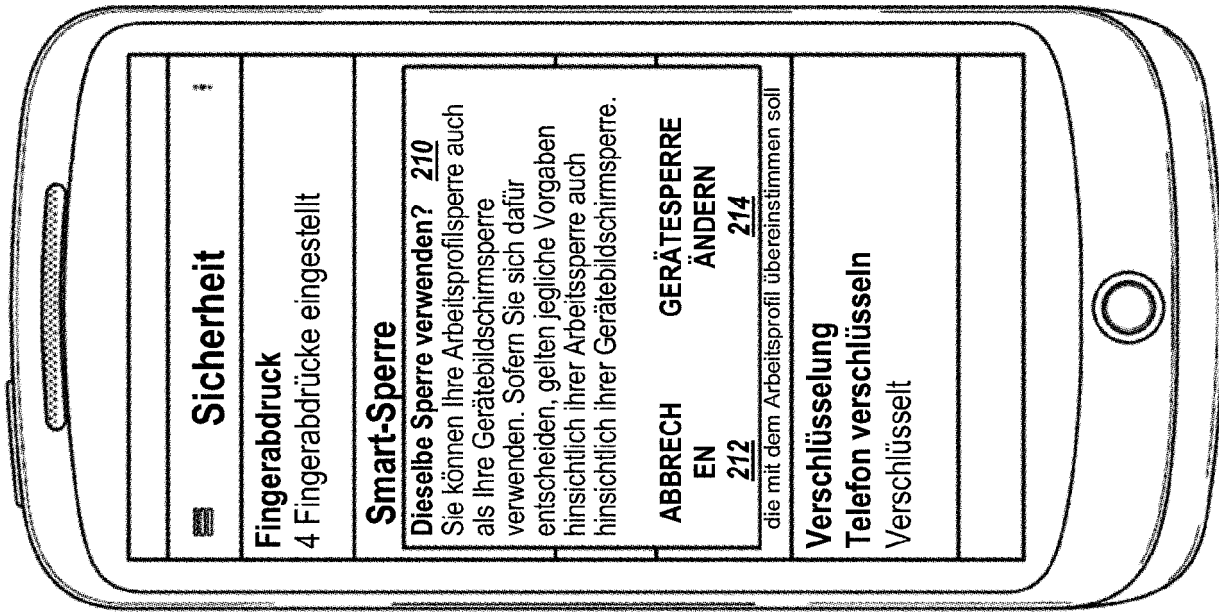 Sicherheit
Fingerabdruck
4 Fingerabdrücke eingestellt
Smart-Sperre
Dieselbe Sperre verwenden? 210
Sie können Ihre Arbeitsprofilsperre auch
als Ihre Gerätebildschirmsperre
verwenden. Sofern Sie sich dafür
entscheiden, gelten jegliche Vorgaben
hinsichtlich ihrer Arbeitssperre auch
hinsichtlich ihrer Gerätebildschirmsperre.
ABBRECH
EN
212
GERÄTESPERRE
ÄNDERN
214
die mit dem Arbeitsprofil übereinstimmen soll
Verschlüsselung
Telefon verschlüsseln
Verschlüsselt